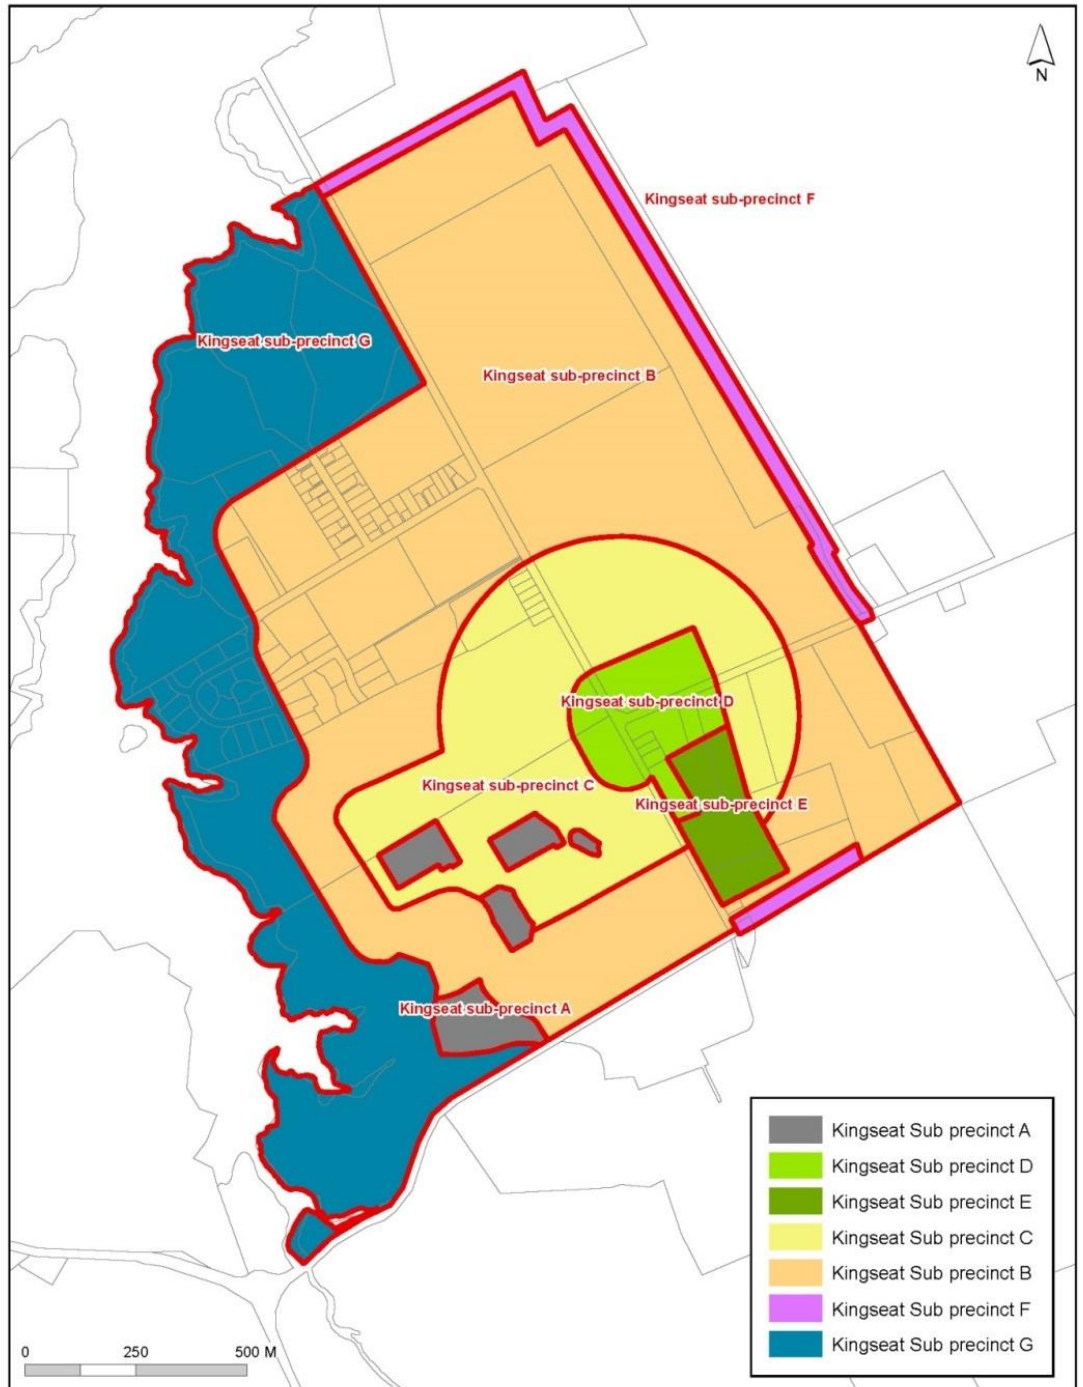 N
Kingseat sub-precinct F
Kingseat sub-precinct G
Kingseat sub-precinct B
Kingseat sub-precinct D
Kingseat sub-precinct C
Kingseat sub-precinct E
Kingseat sub-precinct A
Kingseat Sub precinct A
Kingseat Sub precinct D
Kingseat Sub precinct E
Kingseat Sub precinct C
Kingseat Sub precinct B
Kingseat Sub precinct F
Kingseat Sub precinct G
0 250 500 M